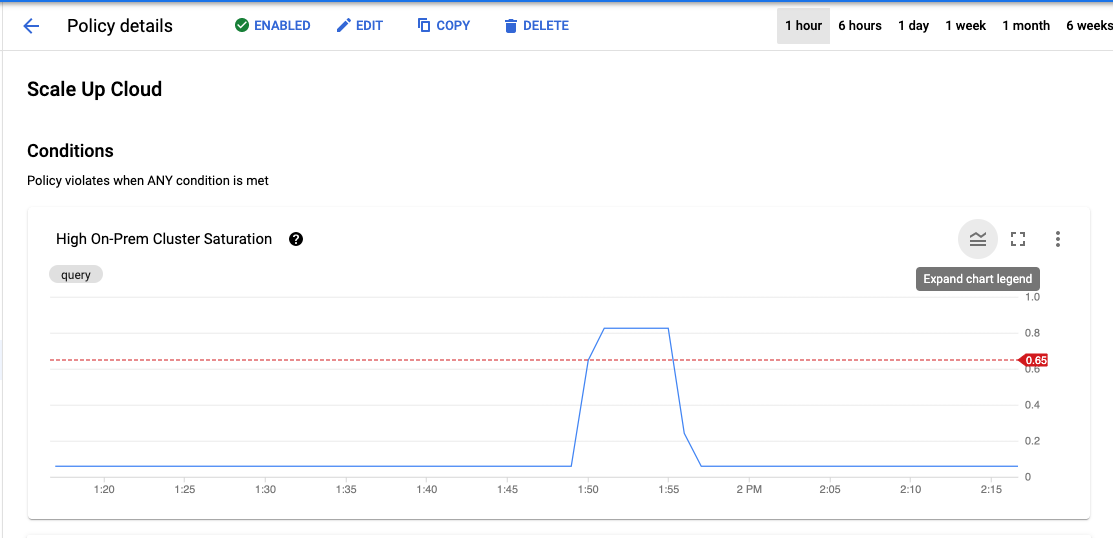 Policy details ENABLED EDIT COPY DELETE 1 hour 6 hours 1 day 1 week 1 month 6 weeks
Scale Up Cloud
Conditions
Policy violates when ANY condition is met
High On-Prem Cluster Saturation ?
query
Expand chart legend
1.0
0.8
0.65
0.6
0.4
0.2
0
1:20 1:25 1:30 1:35 1:40 1:45 1:50 1:55 2 PM 2:05 2:10 2:15